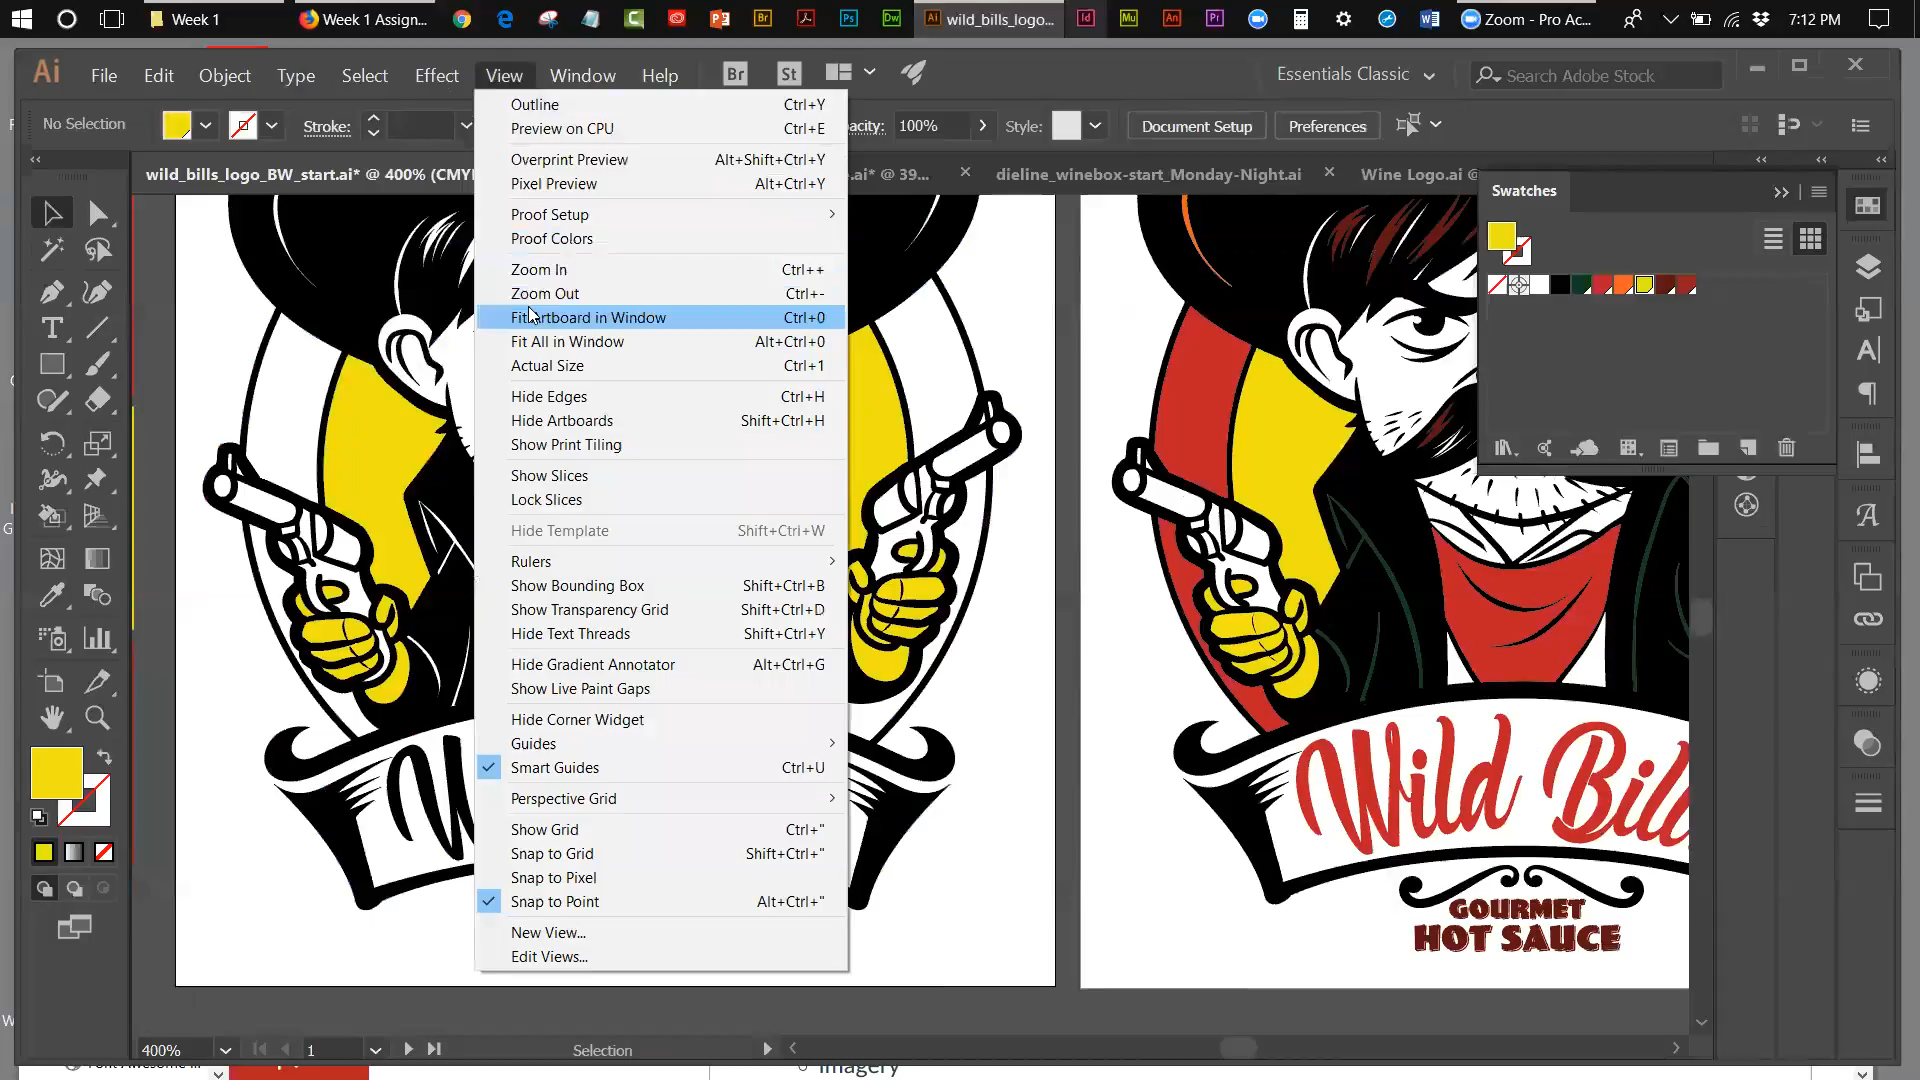 Week 1
Week 1 Assign...
wild_bills_logo...
Zoom - Pro Ac...
7:12 PM
Ai
File
Edit
Object
Type
Select
Effect
View
Window
Help
Br
St
Essentials Classic
Search Adobe Stock
No Selection
Stroke:
pacity:
100%
Style:
Document Setup
Preferences
wild_bills_logo_BW_start.ai* @ 400% (CMY
e.ai* @ 39...
dieline_winebox-start_Monday-Night.ai
Wine Logo.ai @
Outline Ctrl+Y
Preview on CPU Ctrl+E
Overprint Preview Alt+Shift+Ctrl+Y
Pixel Preview Alt+Ctrl+Y
Proof Setup
Proof Colors
Zoom In Ctrl++
Zoom Out Ctrl+-
Fit Artboard in Window Ctrl+0
Fit All in Window Alt+Ctrl+0
Actual Size Ctrl+1
Hide Edges Ctrl+H
Hide Artboards Shift+Ctrl+H
Show Print Tiling
Show Slices
Lock Slices
Hide Template Shift+Ctrl+W
Rulers
Show Bounding Box Shift+Ctrl+B
Show Transparency Grid Shift+Ctrl+D
Hide Text Threads Shift+Ctrl+Y
Hide Gradient Annotator Alt+Ctrl+G
Show Live Paint Gaps
Hide Corner Widget
Guides
Smart Guides Ctrl+U
Perspective Grid
Show Grid Ctrl+"
Snap to Grid Shift+Ctrl+"
Snap to Pixel
Snap to Point Alt+Ctrl+"
New View...
Edit Views...
Swatches
Wild Bill
GOURMET
HOT SAUCE
400%
1
Selection
Imagery